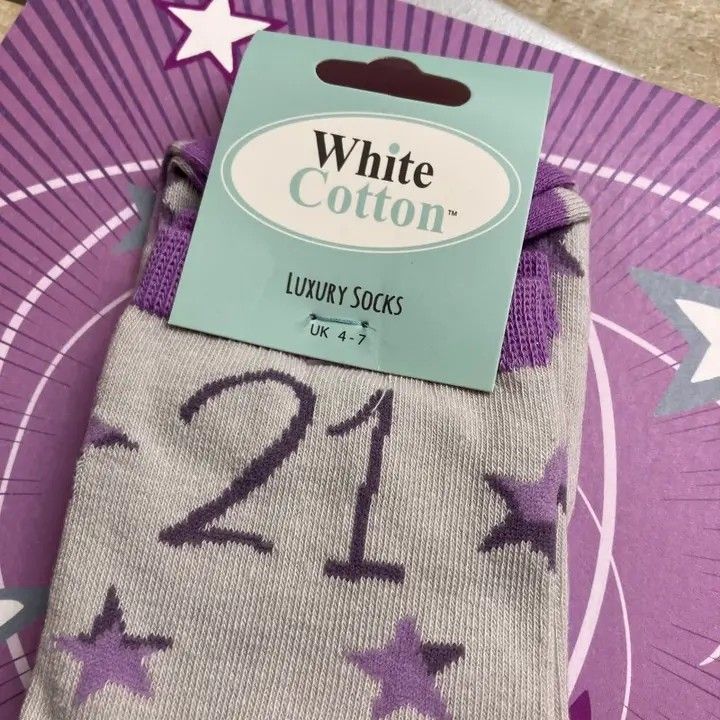 White
Cotton™
LUXURY SOCKS
UK 4-7
21